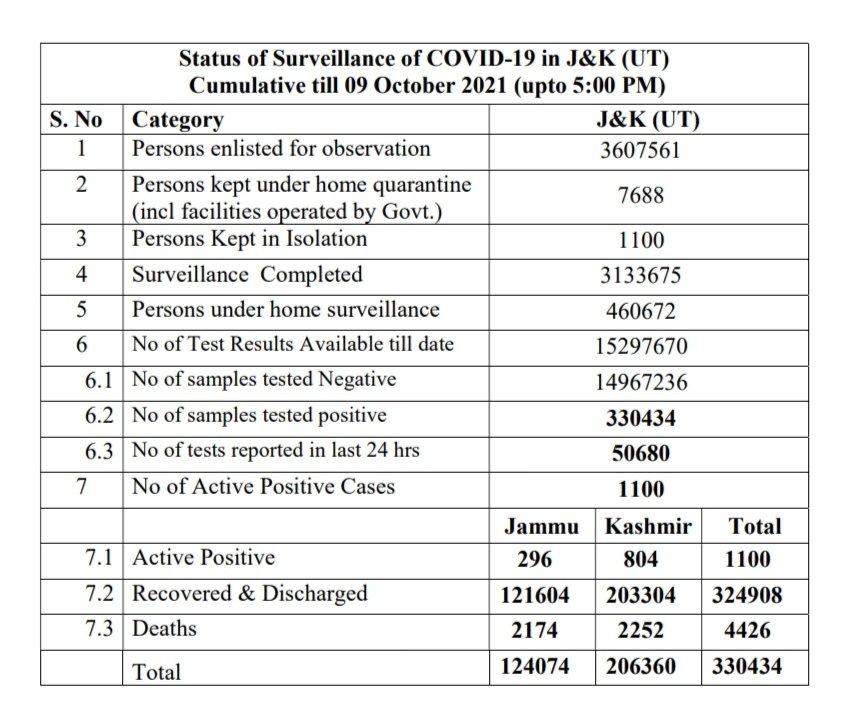 Status of Surveillance of COVID-19 in J&K (UT)
Cumulative till 09 October 2021 (upto 5:00 PM)
S. No Category J&K (UT)
1 Persons enlisted for observation 3607561
2 Persons kept under home quarantine (incl facilities operated by Govt.) 7688
3 Persons Kept in Isolation 1100
4 Surveillance Completed 3133675
5 Persons under home surveillance 460672
6 No of Test Results Available till date 15297670
6.1 No of samples tested Negative 14967236
6.2 No of samples tested positive 330434
6.3 No of tests reported in last 24 hrs 50680
7 No of Active Positive Cases 1100
Jammu Kashmir Total
7.1 Active Positive 296 804 1100
7.2 Recovered & Discharged 121604 203304 324908
7.3 Deaths 2174 2252 4426
Total 124074 206360 330434